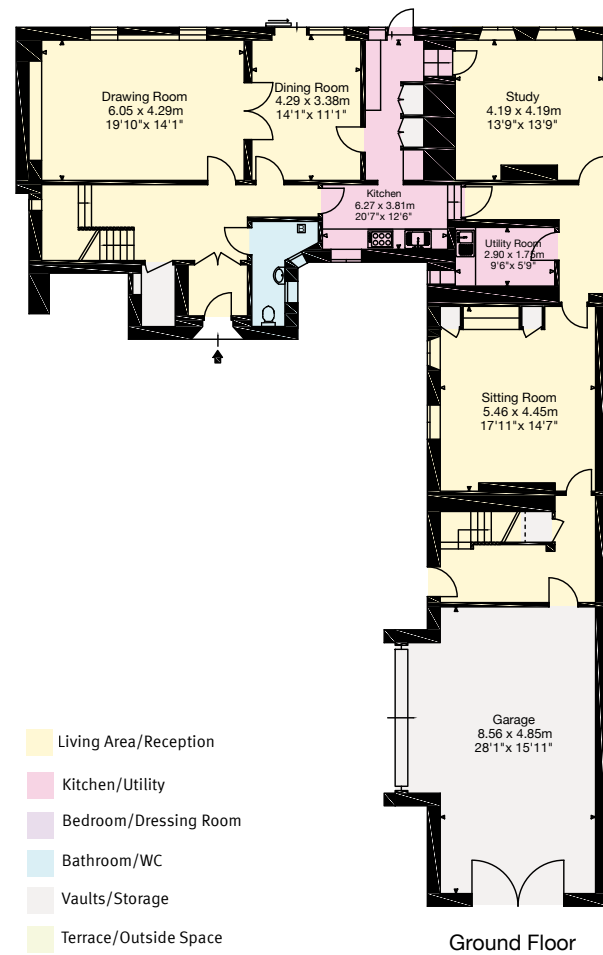 Drawing Room
6.05 x 4.29m
19'10"x 14'1"
Dining Room
4.29 x 3.38m
14'1"x 11'1"
Study
4.19 x 4.19m
13'9"x 13'9"
Kitchen
6.27 x 3.81m
20'7"x 12'6"
Utility Room
2.90 x 1.75m
9'6"x 5'9"
Sitting Room
5.46 x 4.45m
17'11"x 14'7"
Garage
8.56 x 4.85m
28'1"x 15'11"
Living Area/Reception
Kitchen/Utility
Bedroom/Dressing Room
Bathroom/WC
Vaults/Storage
Terrace/Outside Space
Ground Floor